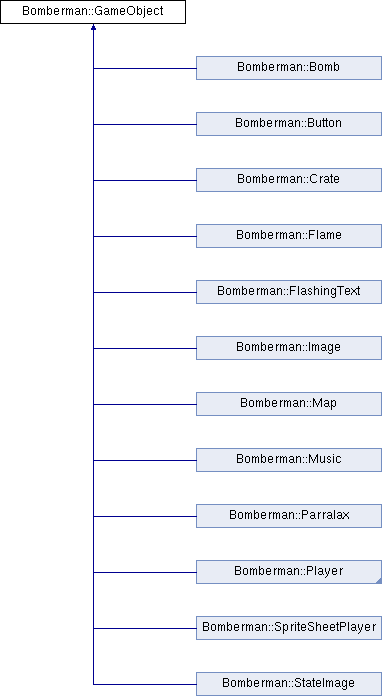 Bomberman::GameObject
Bomberman::Bomb
Bomberman::Button
Bomberman::Crate
Bomberman::Flame
Bomberman::FlashingText
Bomberman::Image
Bomberman::Map
Bomberman::Music
Bomberman::Parralax
Bomberman::Player
Bomberman::SpriteSheetPlayer
Bomberman::StateImage